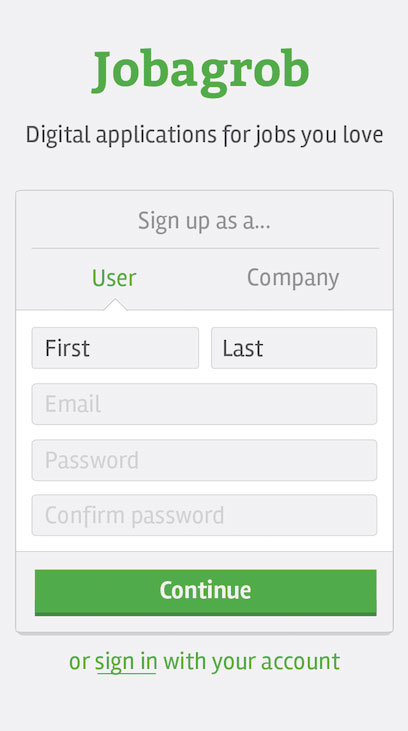 Jobagrob
Digital applications for jobs you love
Sign up as a...
User Company
First Last
Email
Password
Confirm password
Continue
or sign in with your account